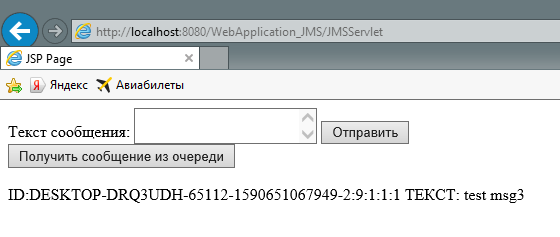 http://localhost:8080/WebApplication_JMS/JMSServlet
JSP Page
Яндекс Авиабилеты
Текст сообщения: Отправить
Получить сообщение из очереди
ID:DESKTOP-DRQ3UDH-65112-1590651067949-2:9:1:1:1 ТЕКСТ: test msg3